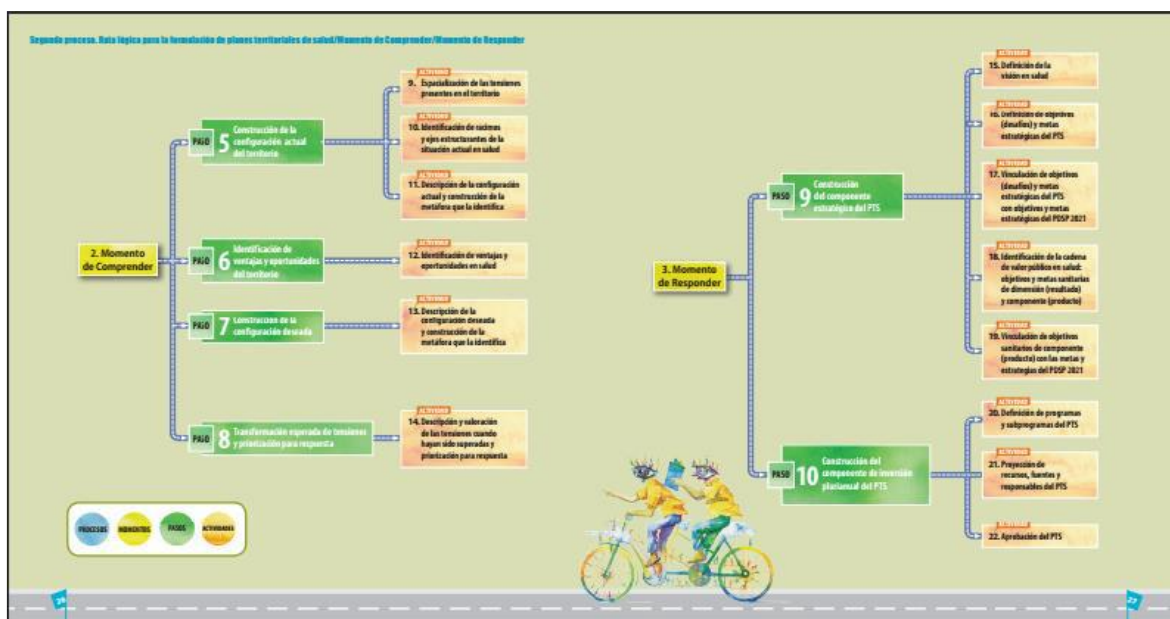 Segundo proceso. Ruta lógica para la formulación de planes territoriales de salud/Momento de Comprender/Momento de Responder
2. Momento
de Comprender
PASO
5
Construcción de la
configuración actual
del territorio
ACTIVIDAD
9. Espacialización de las tensiones
presentes en el territorio
ACTIVIDAD
10. Identificación de racimos
y ejes estructurantes de la
situación actual en salud
ACTIVIDAD
11. Descripción de la configuración
actual y construcción de la
metáfora que la identifica
PASO
6
Identificación de
ventajas y oportunidades
del territorio
ACTIVIDAD
12. Identificación de ventajas y
oportunidades en salud
PASO
7
Construcción de la
configuración deseada
ACTIVIDAD
13. Descripción de la
configuración deseada
y construcción de la
metáfora que la identifica
PASO
8
Transformación esperada de tensiones
y priorización para respuesta
ACTIVIDAD
14. Descripción y valoración
de las tensiones cuando
hayan sido superadas y
priorización para respuesta
PROCESOS
MOMENTOS
PASOS
ACTIVIDADES
26
3. Momento
de Responder
PASO
9
Construcción
del componente
estratégico del PTS
ACTIVIDAD
15. Definición de la
visión en salud
ACTIVIDAD
16. Definición de objetivos
(desafíos) y metas
estratégicas del PTS
ACTIVIDAD
17. Vinculación de objetivos
(desafíos) y metas
estratégicas del PTS
con objetivos y metas
estratégicas del PDSP 2021
ACTIVIDAD
18. Identificación de la cadena
de valor público en salud:
objetivos y metas sanitarias
de dimensión (resultado)
y componente (producto)
ACTIVIDAD
19. Vinculación de objetivos
sanitarios de componente
(producto) con las metas y
estrategias del PDSP 2021
PASO
10
Construcción del
componente de inversión
plurianual del PTS
ACTIVIDAD
20. Definición de programas
y subprogramas del PTS
ACTIVIDAD
21. Proyección de
recursos, fuentes y
responsables del PTS
ACTIVIDAD
22. Aprobación del PTS
27